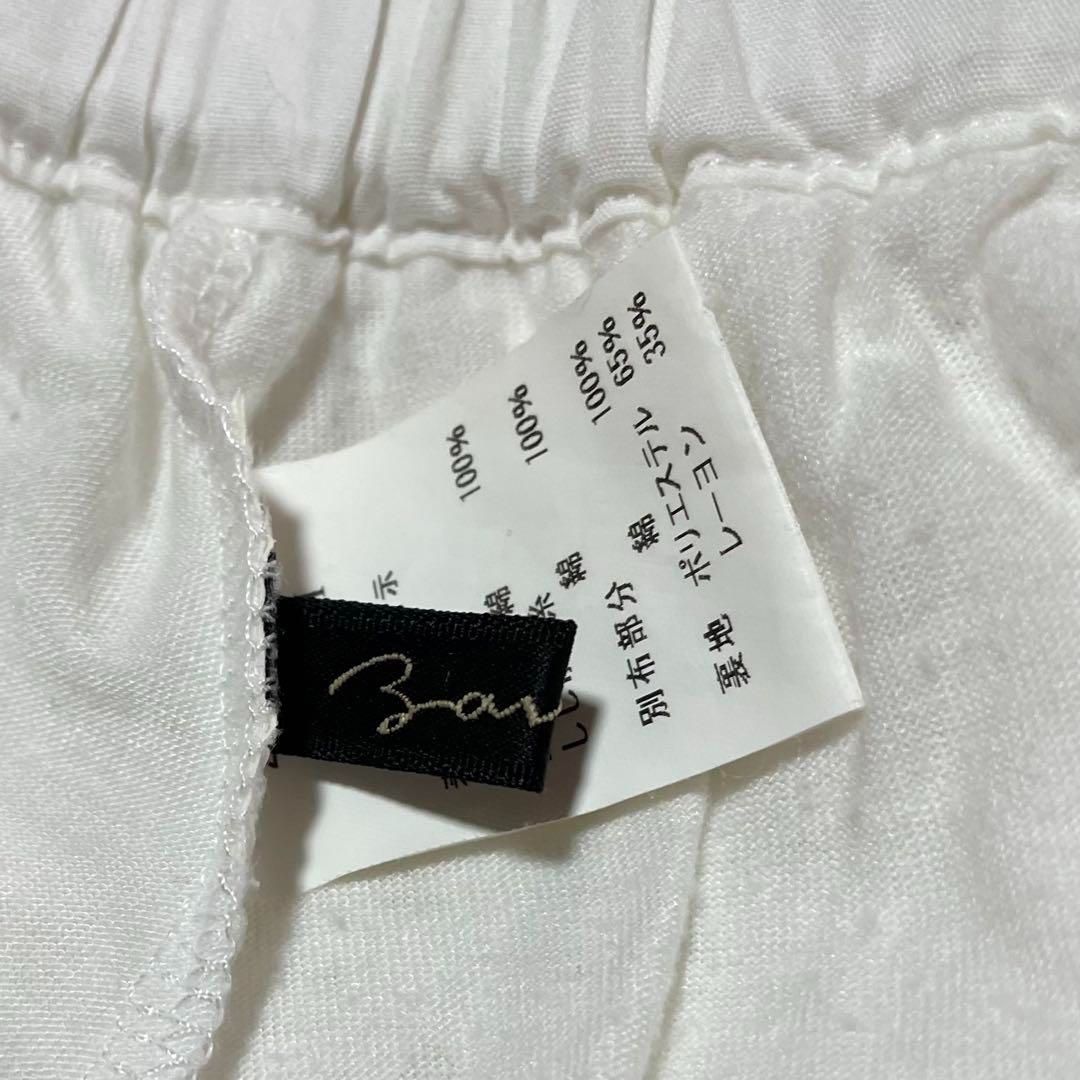 示
綿 100%
糸 綿 100%
別布部分 綿 100%
裏地 ポリエステル 65%
レーヨン 35%